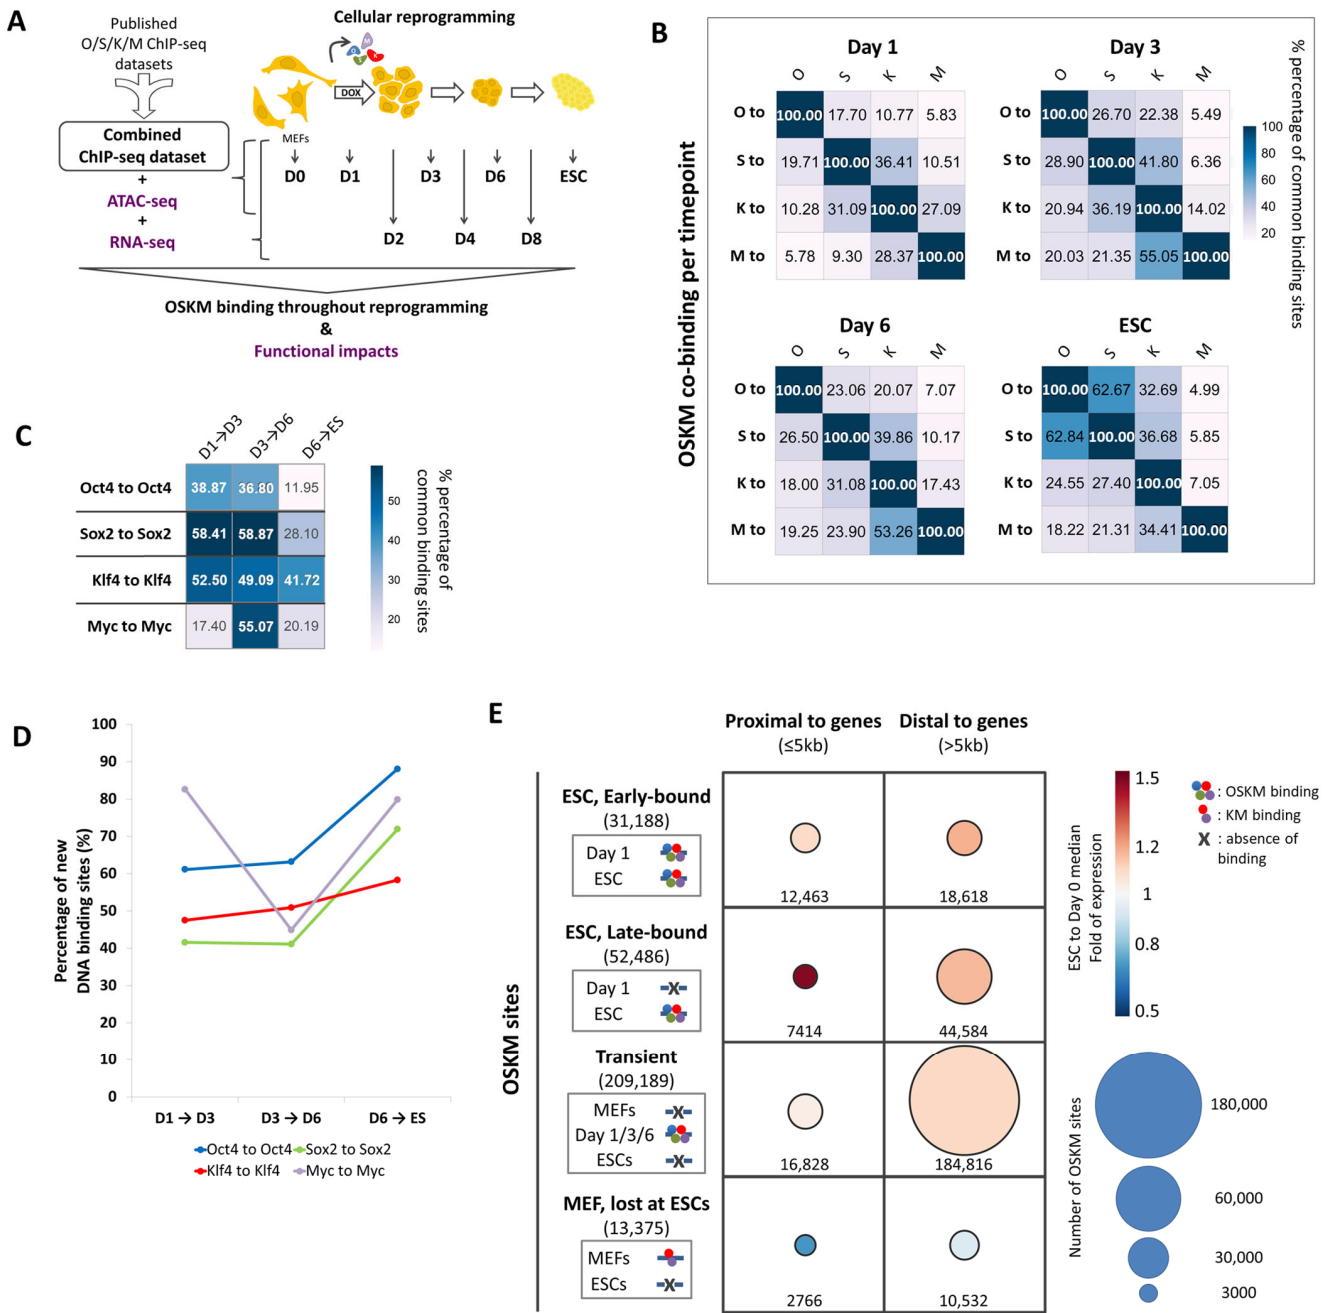 A
Published
O/S/K/M ChIP-seq
datasets
Combined
ChIP-seq dataset
+
ATAC-seq
+
RNA-seq
Cellular reprogramming
O
S
K
M
DOX
MEFs
D0
D1
D3
D6
ESC
D2
D4
D8
OSKM binding throughout reprogramming
&
Functional impacts
B
OSKM co-binding per timepoint
Day 1
O S K M
O to 100.00 17.70 10.77 5.83
S to 19.71 100.00 36.41 10.51
K to 10.28 31.09 100.00 27.09
M to 5.78 9.30 28.37 100.00
Day 3
O S K M
O to 100.00 26.70 22.38 5.49
S to 28.90 100.00 41.80 6.36
K to 20.94 36.19 100.00 14.02
M to 20.03 21.35 55.05 100.00
100
80
60
40
20
% percentage of common binding sites
Day 6
O S K M
O to 100.00 23.06 20.07 7.07
S to 26.50 100.00 39.86 10.17
K to 18.00 31.08 100.00 17.43
M to 19.25 23.90 53.26 100.00
ESC
O S K M
O to 100.00 62.67 32.69 4.99
S to 62.84 100.00 36.68 5.85
K to 24.55 27.40 100.00 7.05
M to 18.22 21.31 34.41 100.00
C
D1→D3 D3→D6 D6→ES
Oct4 to Oct4 38.87 36.80 11.95
Sox2 to Sox2 58.41 58.87 28.10
Klf4 to Klf4 52.50 49.09 41.72
Myc to Myc 17.40 55.07 20.19
50
40
30
20
% percentage of
common binding sites
D
Percentage of new
DNA binding sites (%)
100
90
80
70
60
50
40
30
20
10
0
D1 → D3 D3 → D6 D6 → ES
Oct4 to Oct4 Sox2 to Sox2
Klf4 to Klf4 Myc to Myc
E
Proximal to genes
(≤5kb)
Distal to genes
(>5kb)
OSKM sites
ESC, Early-bound
(31,188)
Day 1
ESC
12,463
18,618
ESC, Late-bound
(52,486)
Day 1 X
ESC
7414
44,584
Transient
(209,189)
MEFs X
Day 1/3/6
ESCs X
16,828
184,816
MEF, lost at ESCs
(13,375)
MEFs
ESCs X
2766
10,532
ESC to Day 0 median
Fold of expression
1.5
1.2
1
0.8
0.5
: OSKM binding
: KM binding
X : absence of
binding
Number of OSKM sites
180,000
60,000
30,000
3000